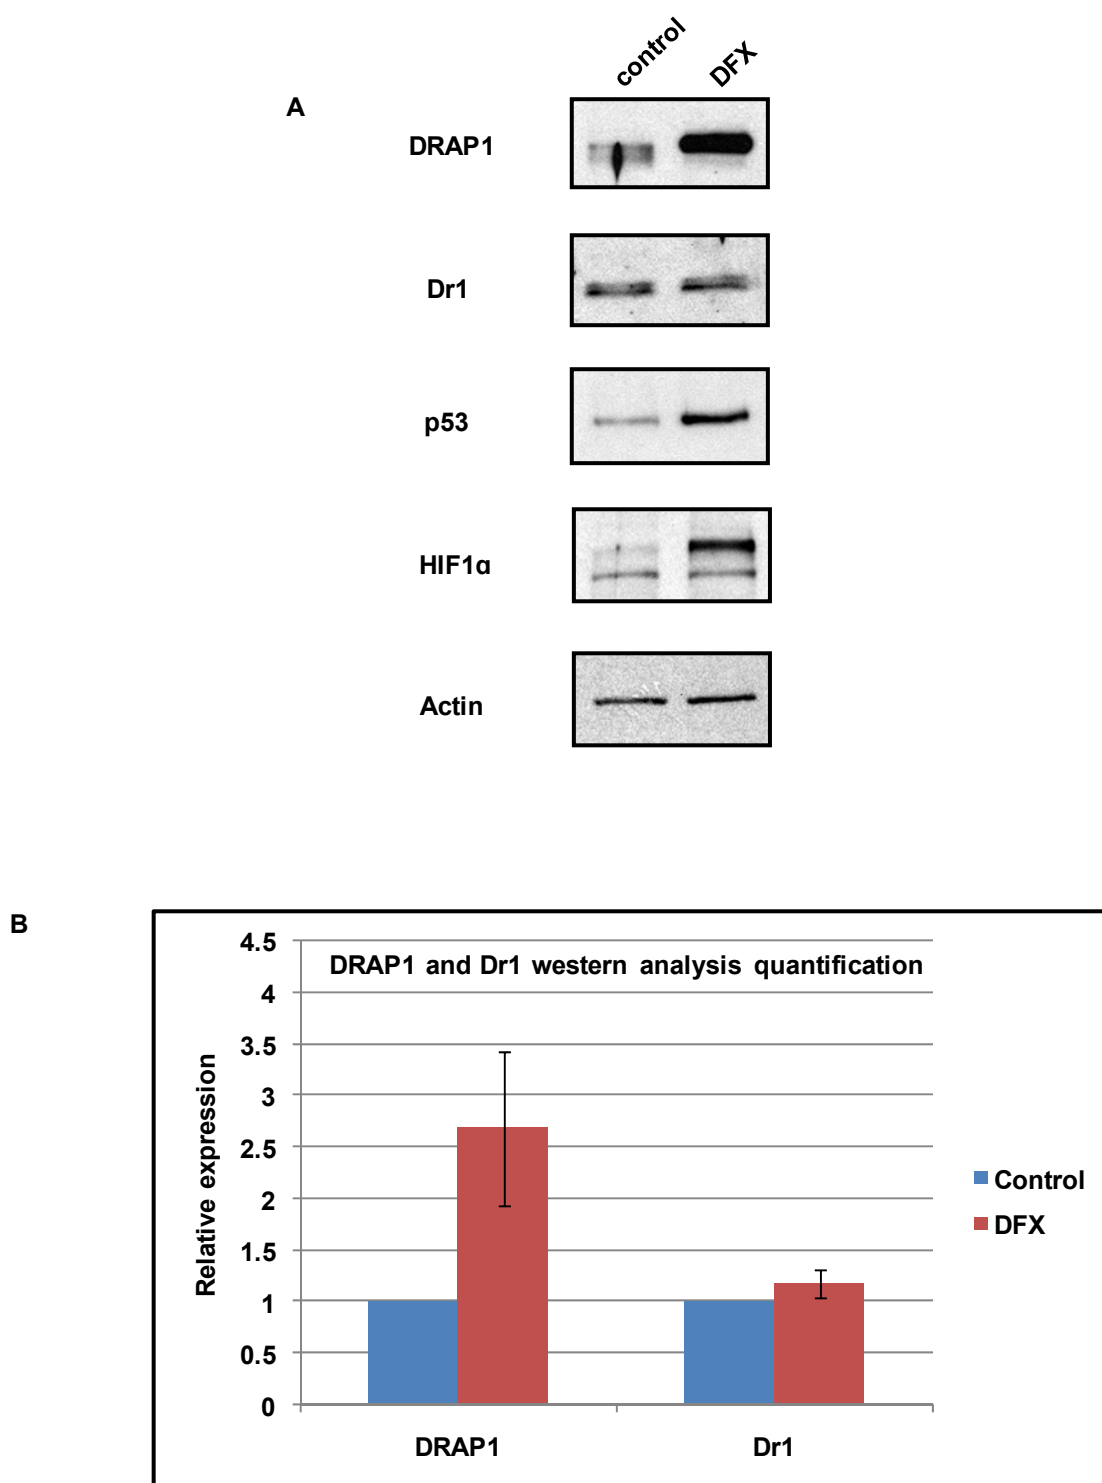 control DFX
A
DRAP1
Dr1
p53
HIF1α
Actin
B
DRAP1 and Dr1 western analysis quantification
Relative expression
4.5
4
3.5
3
2.5
2
1.5
1
0.5
0
DRAP1 Dr1
Control
DFX